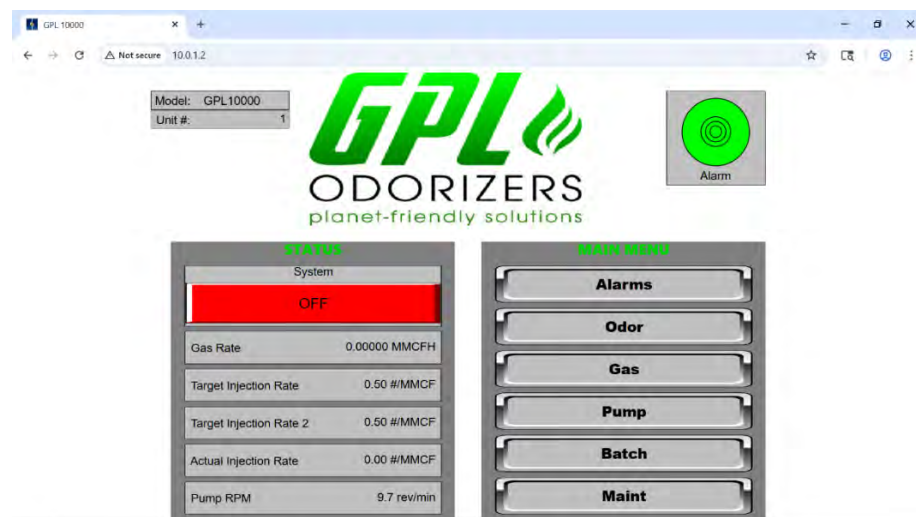 GPL 10000
Not secure 10.0.1.2
Model: GPL10000
Unit #: 1
GPL
ODORIZERS
planet-friendly solutions
Alarm
STATUS
System
OFF
Gas Rate 0.00000 MMCFH
Target Injection Rate 0.50 #/MMCF
Target Injection Rate 2 0.50 #/MMCF
Actual Injection Rate 0.00 #/MMCF
Pump RPM 9.7 rev/min
MAIN MENU
Alarms
Odor
Gas
Pump
Batch
Maint